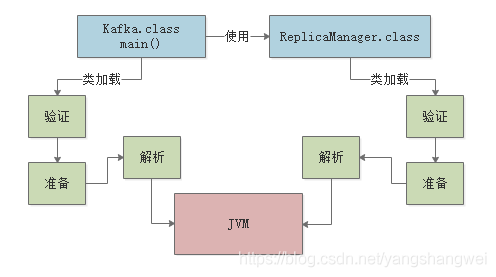 Kafka.class
main()
使用
ReplicaManager.class
类加载
类加载
验证
验证
解析
解析
准备
准备
JVM
https://blog.csdn.net/yangshangwei